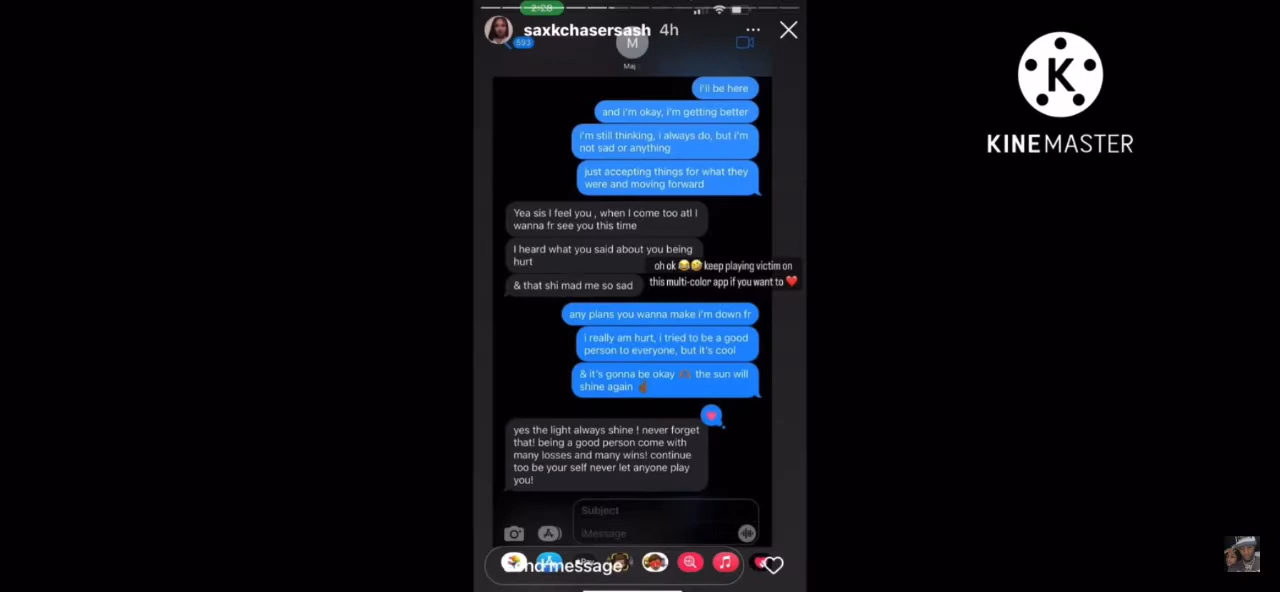 2:28
saxkchasersash 4h
593
M
Maj
i'll be here
and i'm okay, i'm getting better
i'm still thinking, i always do, but i'm
not sad or anything
just accepting things for what they
were and moving forward
Yea sis I feel you , when I come too atl I
wanna fr see you this time
I heard what you said about you being
hurt
& that shi mad me so sad
oh ok 😂🤣 keep playing victim on
this multi-color app if you want to ❤️
any plans you wanna make i'm down fr
i really am hurt, i tried to be a good
person to everyone, but it's cool
& it's gonna be okay the sun will
shine again
yes the light always shine ! never forget
that! being a good person come with
many losses and many wins! continue
too be your self never let anyone play
you!
Subject
iMessage
message
K
KINEMASTER